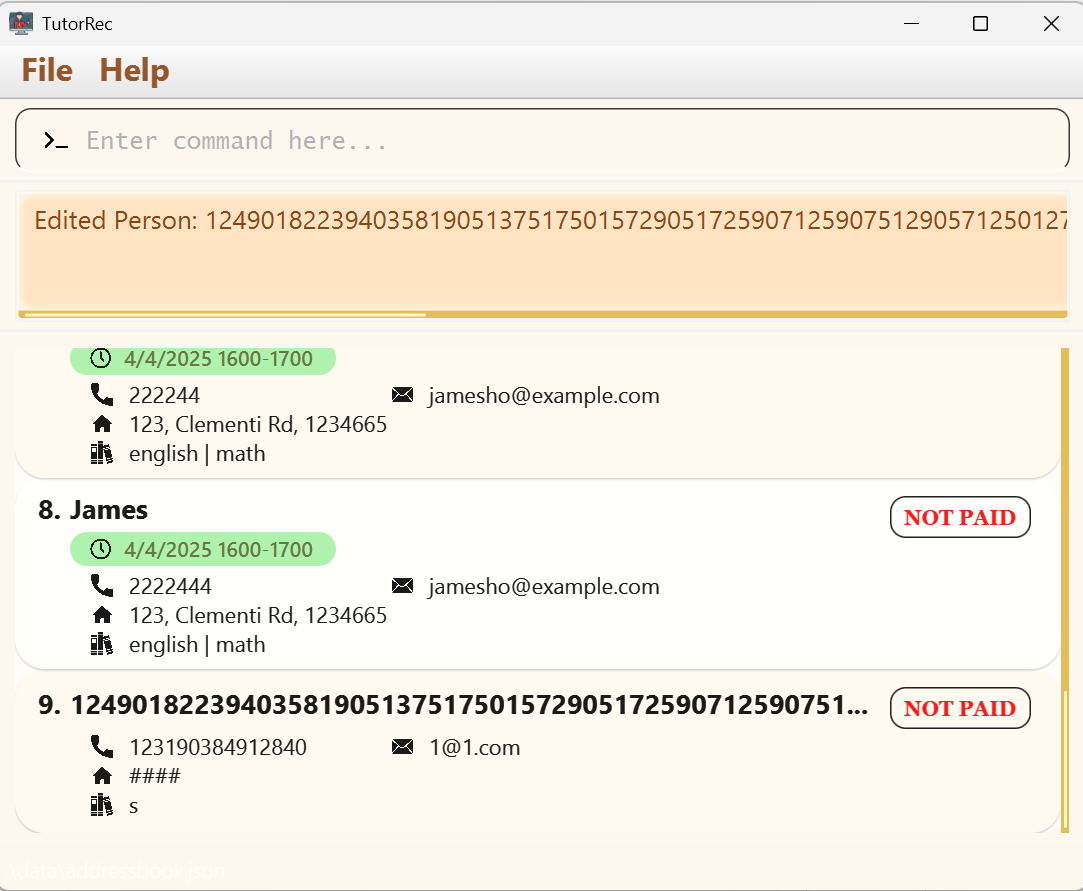 TutorRec
File Help
Enter command here...
Edited Person: 12490182239403581905137517501572905172590712590751290571250127
4/4/2025 1600-1700
222244 jamesho@example.com
123, Clementi Rd, 1234665
english | math
8. James NOT PAID
4/4/2025 1600-1700
2222444 jamesho@example.com
123, Clementi Rd, 1234665
english | math
9. 12490182239403581905137517501572905172590712590751... NOT PAID
123190384912840 1@1.com
####
s
.\data\addressbook.json